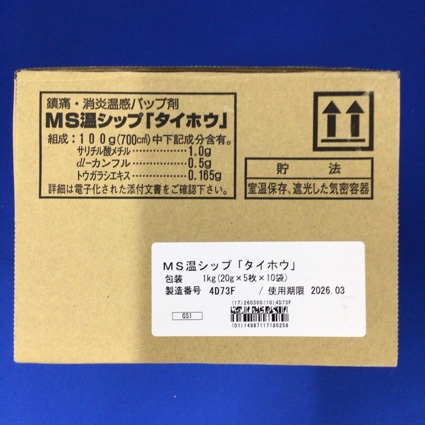 鎮痛・消炎温感パップ剤
MS温シップ「タイホウ」
組成:100g(700cm²)中下記成分含有。
サリチル酸メチル………………1.0g
dl-カンフル………………0.5g
トウガラシエキス………………0.165g
詳細は電子化された添付文書をご確認下さい。
貯法
室温保存、遮光した気密容器
MS温シップ「タイホウ」
包装 1kg(20g×5枚×10袋)
製造番号 4D73F / 使用期限 2026.03
(17)260300(10)4D73F
GS1
(01)14987117180258